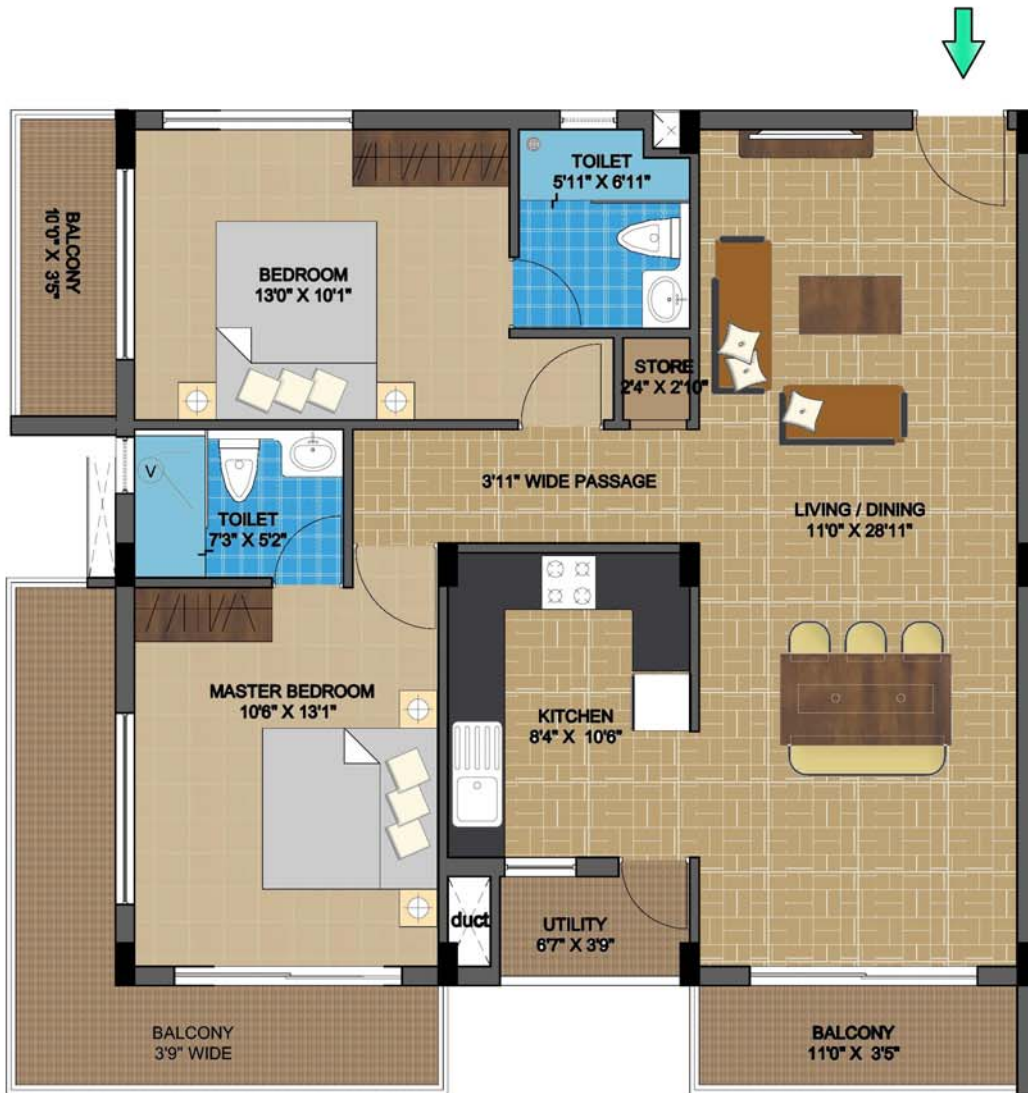 TOILET
5'11" X 6'11"
BALCONY
10'0" X 3'5"
BEDROOM
13'0" X 10'1"
STORE
2'4" X 2'10"
V
3'11" WIDE PASSAGE
TOILET
7'3" X 5'2"
LIVING / DINING
11'0" X 28'11"
MASTER BEDROOM
10'6" X 13'1"
KITCHEN
8'4" X 10'6"
duct
UTILITY
6'7" X 3'9"
BALCONY
3'9" WIDE
BALCONY
11'0" X 3'5"